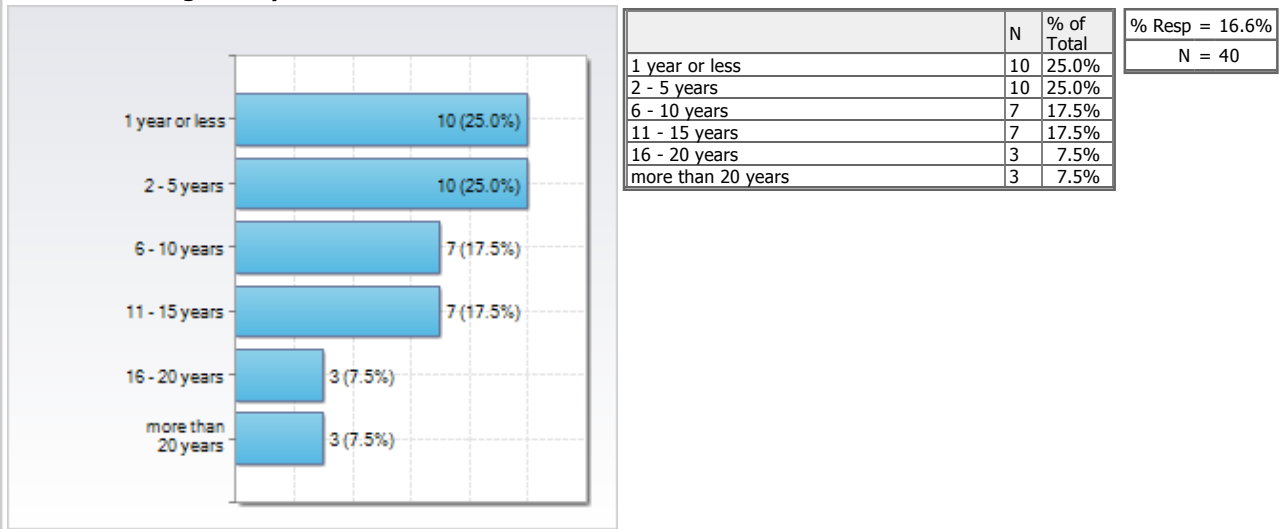 1 year or less 10 (25.0%)
2 - 5 years 10 (25.0%)
6 - 10 years 7 (17.5%)
11 - 15 years 7 (17.5%)
16 - 20 years 3 (7.5%)
more than
20 years 3 (7.5%)
N % of
Total
1 year or less 10 25.0%
2 - 5 years 10 25.0%
6 - 10 years 7 17.5%
11 - 15 years 7 17.5%
16 - 20 years 3 7.5%
more than 20 years 3 7.5%
% Resp = 16.6%
N = 40